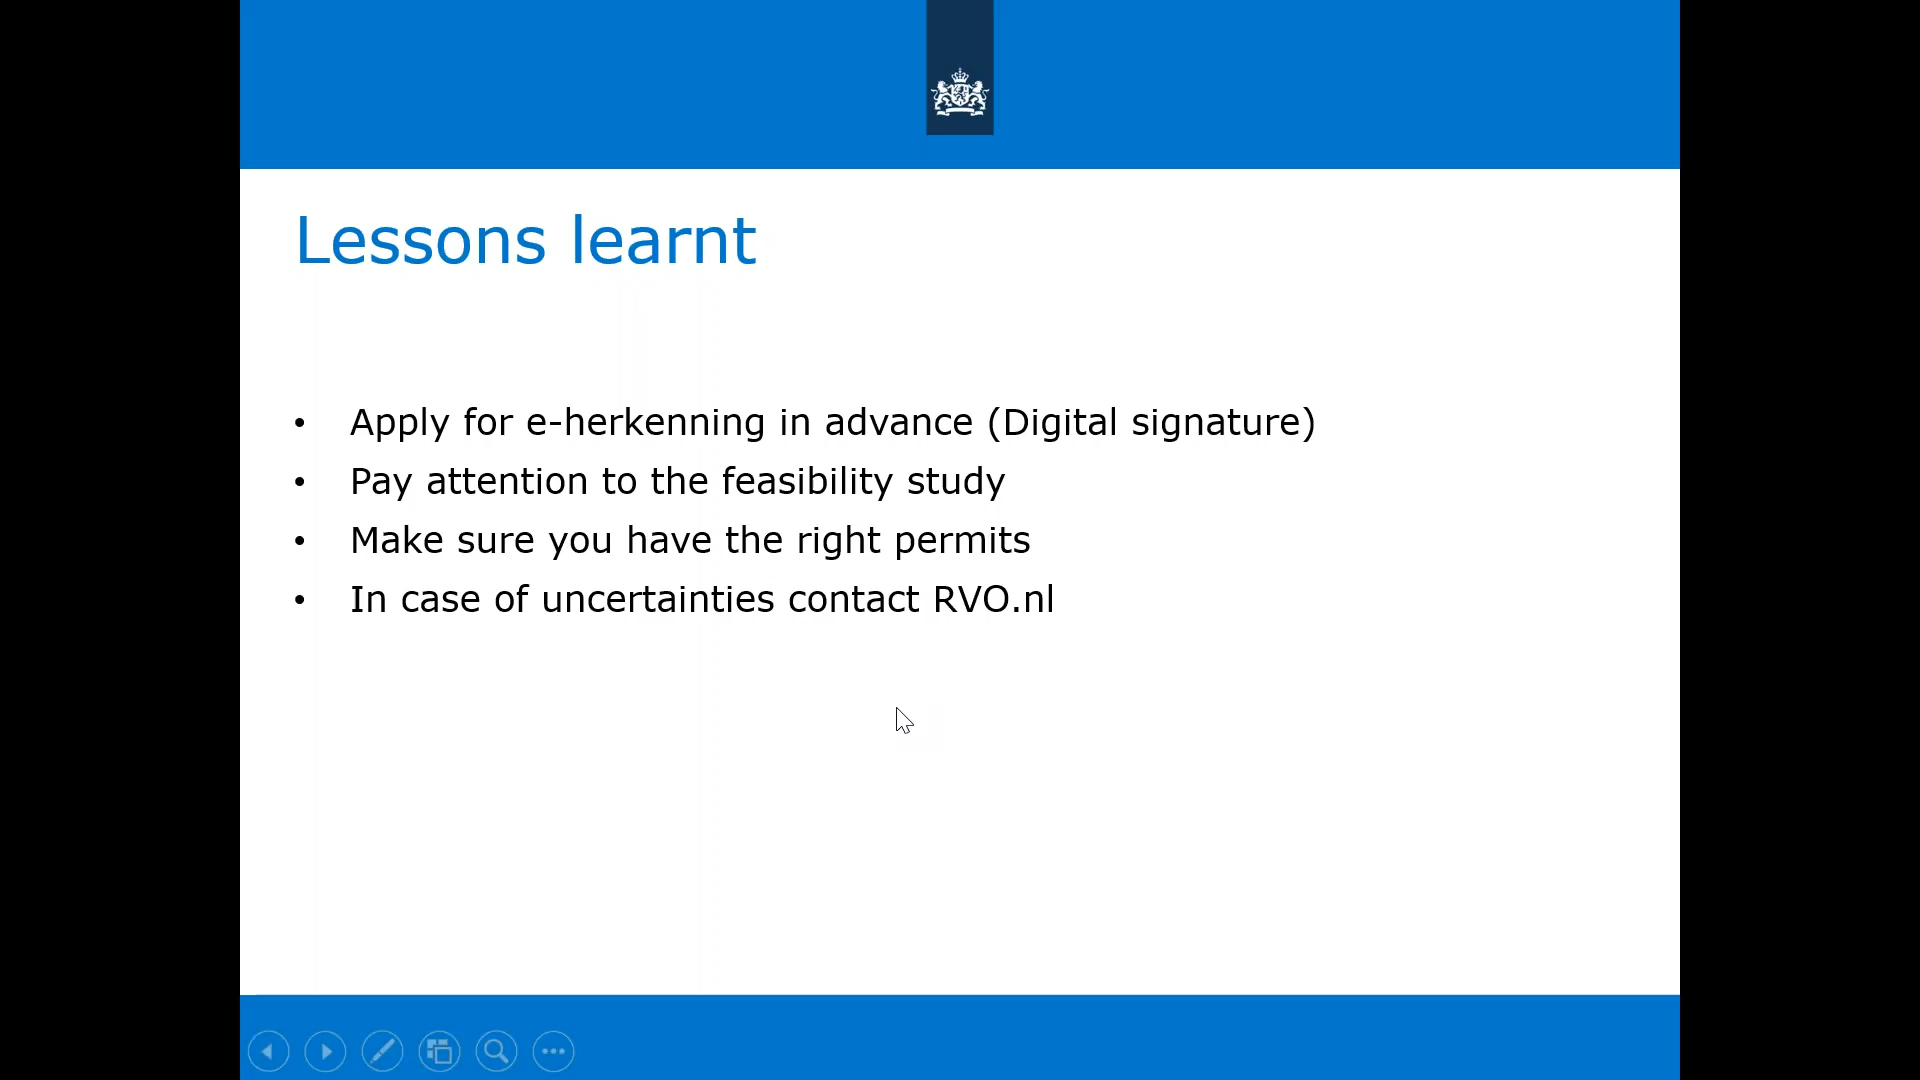 Lessons learnt
• Apply for e-herkenning in advance (Digital signature)
• Pay attention to the feasibility study
• Make sure you have the right permits
• In case of uncertainties contact RVO.nl